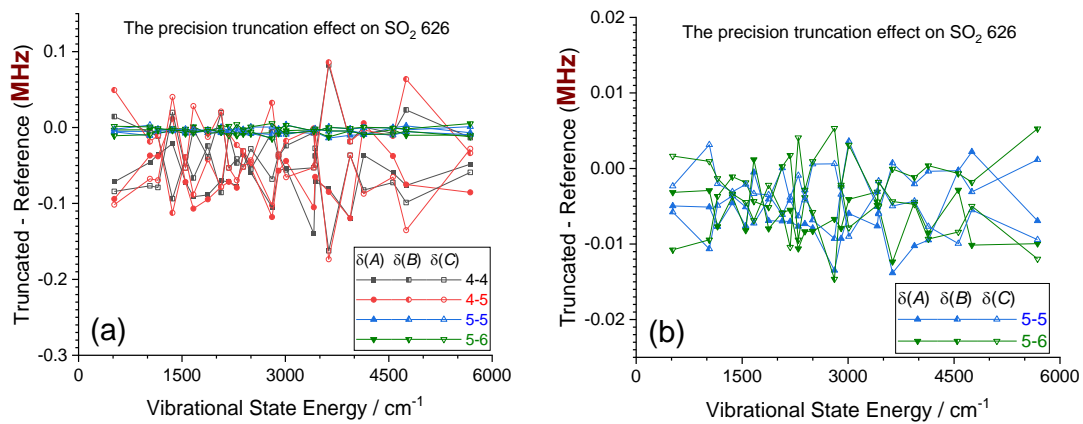 The precision truncation effect on SO₂ 626
Truncated - Reference (MHz)
0.1
0.0
-0.1
-0.2
-0.3
δ(A) δ(B) δ(C)
4-4
4-5
5-5
5-6
(a)
0 1500 3000 4500 6000
Vibrational State Energy / cm⁻¹
The precision truncation effect on SO₂ 626
Truncated - Reference (MHz)
0.02
0.01
0.00
-0.01
-0.02
δ(A) δ(B) δ(C)
5-5
5-6
(b)
0 1500 3000 4500 6000
Vibrational State Energy / cm⁻¹